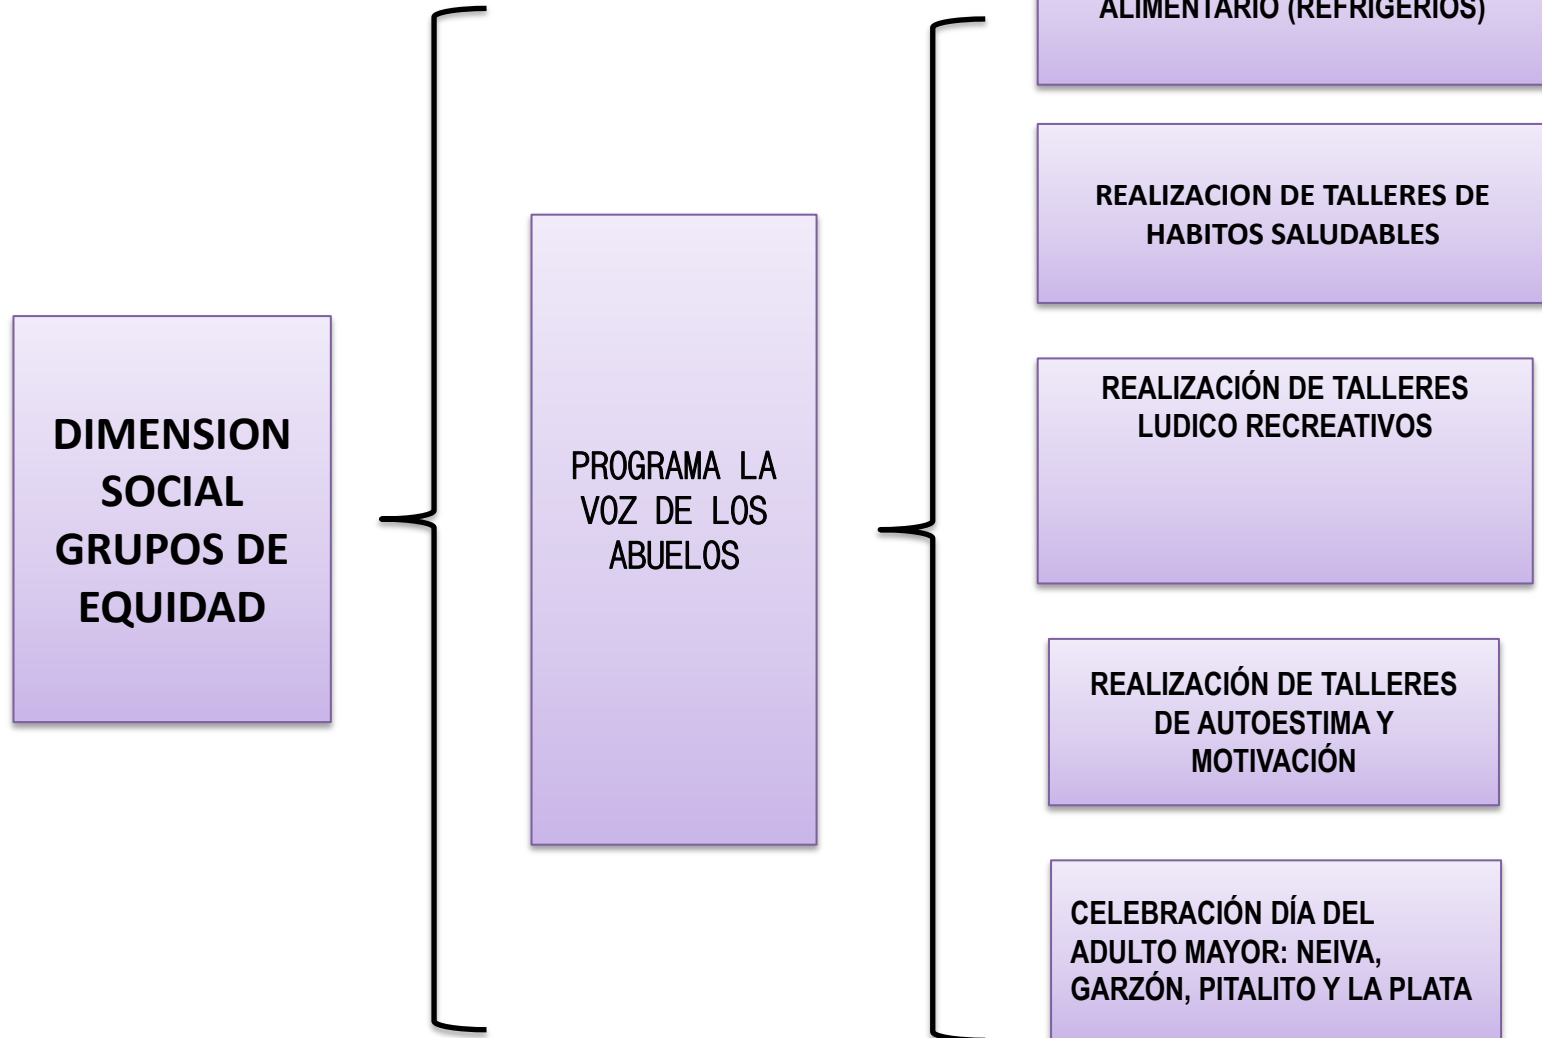 DIMENSION
SOCIAL
GRUPOS DE
EQUIDAD
PROGRAMA LA
VOZ DE LOS
ABUELOS
ALIMENTARIO (REFRIGERIOS)
REALIZACION DE TALLERES DE
HABITOS SALUDABLES
REALIZACIÓN DE TALLERES
LUDICO RECREATIVOS
REALIZACIÓN DE TALLERES
DE AUTOESTIMA Y
MOTIVACIÓN
CELEBRACIÓN DÍA DEL
ADULTO MAYOR: NEIVA,
GARZÓN, PITALITO Y LA PLATA